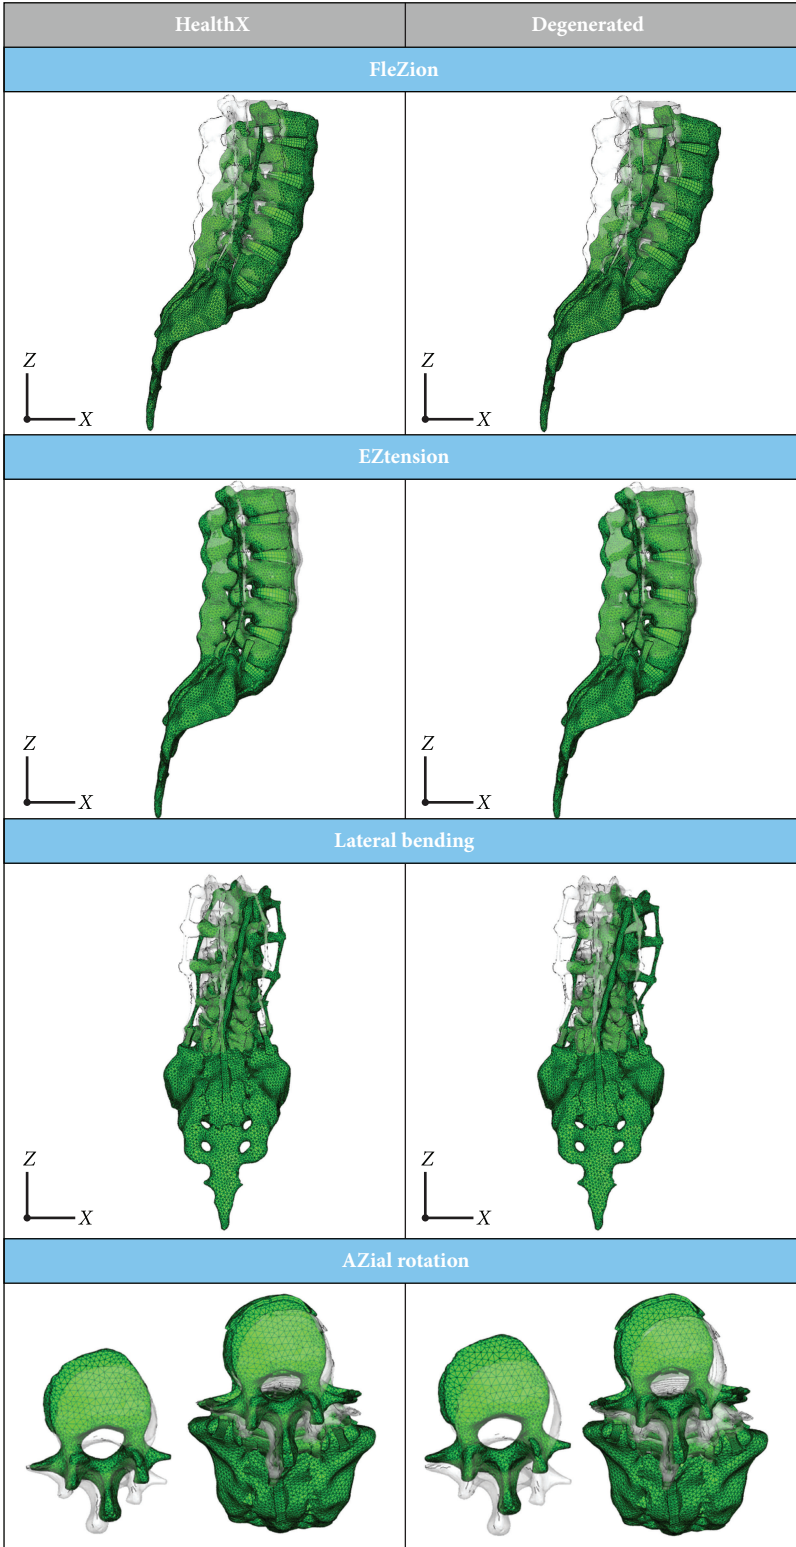 HealthX Degenerated
FleZion
Z Z
X X
EZtension
Z Z
X X
Lateral bending
Z Z
X X
AZial rotation